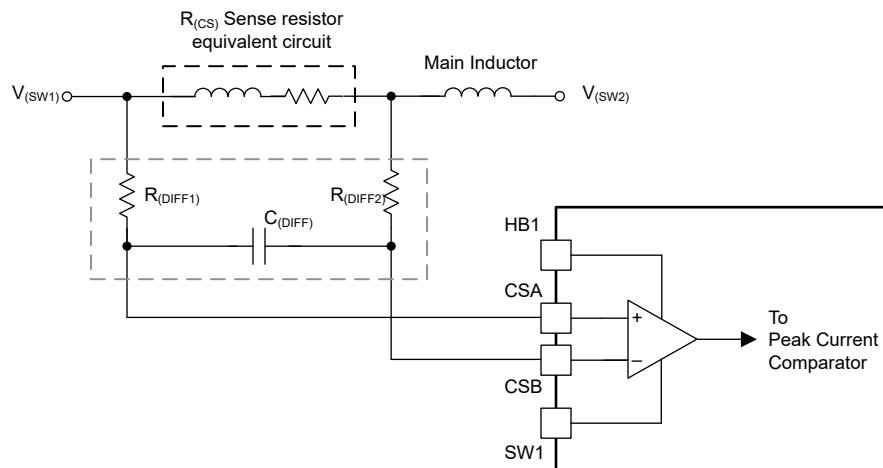 R(CS) Sense resistor
equivalent circuit
Main Inductor
V(SW1)
V(SW2)
R(DIFF1)
R(DIFF2)
C(DIFF)
HB1
CSA
+
To
Peak Current
Comparator
–
CSB
SW1